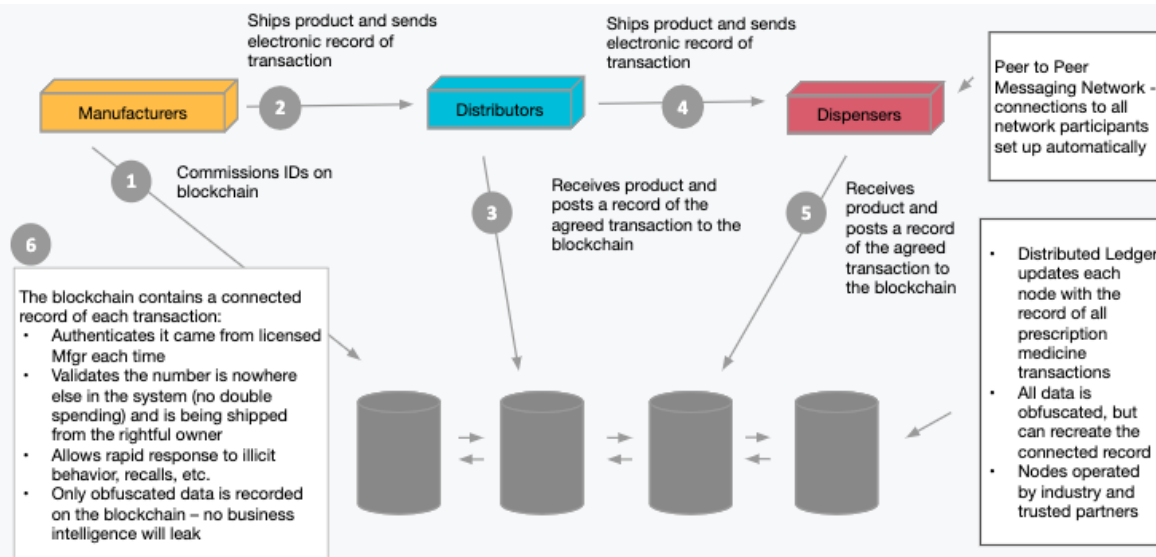 Ships product and sends
electronic record of
transaction
Ships product and sends
electronic record of
transaction
Manufacturers
2
Distributors
4
Dispensers
Peer to Peer
Messaging Network -
connections to all
network participants
set up automatically
1
Commissions IDs on
blockchain
3
Receives product and
posts a record of the
agreed transaction to the
blockchain
5
Receives
product and
posts a record
of the agreed
transaction to
the blockchain
6
The blockchain contains a connected
record of each transaction:
• Authenticates it came from licensed
Mfgr each time
• Validates the number is nowhere
else in the system (no double
spending) and is being shipped
from the rightful owner
• Allows rapid response to illicit
behavior, recalls, etc.
• Only obfuscated data is recorded
on the blockchain – no business
intelligence will leak
• Distributed Ledger
updates each
node with the
record of all
prescription
medicine
transactions
• All data is
obfuscated, but
can recreate the
connected record
• Nodes operated
by industry and
trusted partners